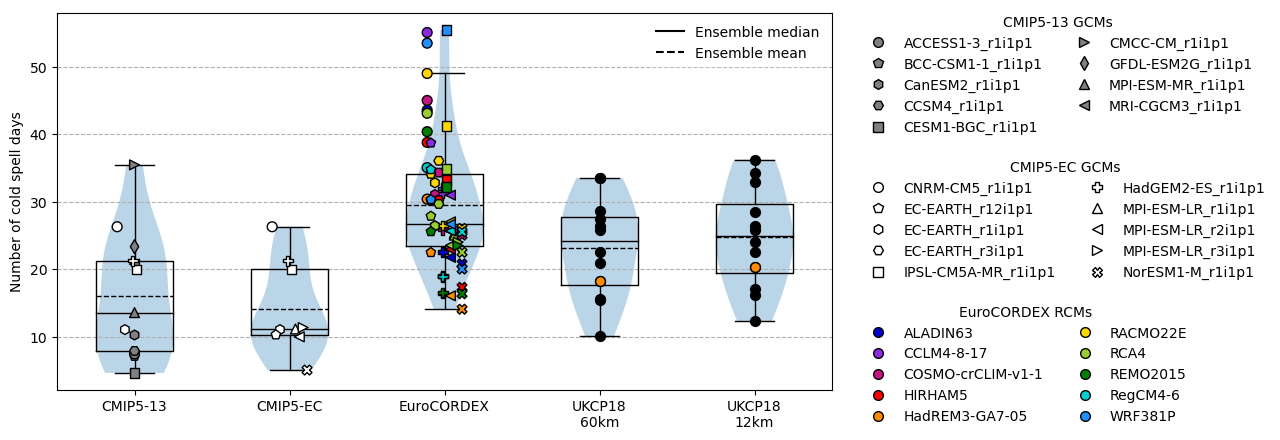 Number of cold spell days
50
40
30
20
10
Ensemble median
Ensemble mean
CMIP5-13
CMIP5-EC
EuroCORDEX
UKCP18
60km
UKCP18
12km
CMIP5-13 GCMs
ACCESS1-3_r1i1p1
BCC-CSM1-1_r1i1p1
CanESM2_r1i1p1
CCSM4_r1i1p1
CESM1-BGC_r1i1p1
CMCC-CM_r1i1p1
GFDL-ESM2G_r1i1p1
MPI-ESM-MR_r1i1p1
MRI-CGCM3_r1i1p1
CMIP5-EC GCMs
CNRM-CM5_r1i1p1
EC-EARTH_r12i1p1
EC-EARTH_r1i1p1
EC-EARTH_r3i1p1
IPSL-CM5A-MR_r1i1p1
HadGEM2-ES_r1i1p1
MPI-ESM-LR_r1i1p1
MPI-ESM-LR_r2i1p1
MPI-ESM-LR_r3i1p1
NorESM1-M_r1i1p1
EuroCORDEX RCMs
ALADIN63
CCLM4-8-17
COSMO-crCLIM-v1-1
HIRHAM5
HadREM3-GA7-05
RACMO22E
RCA4
REMO2015
RegCM4-6
WRF381P